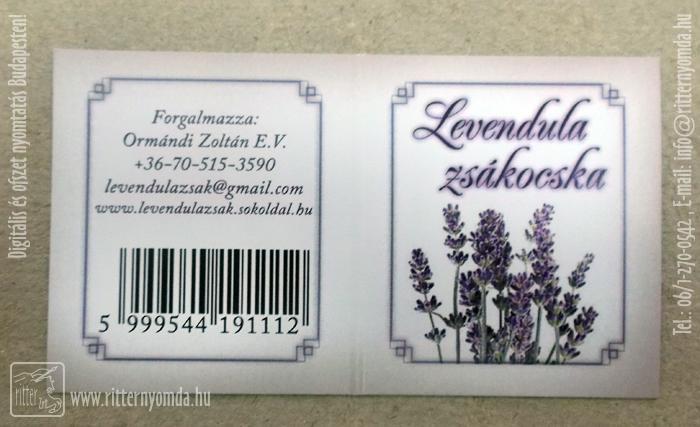 Digitális és ofszet nyomtatás Budapesten!
Forgalmazza:
Ormándi Zoltán E.V.
+36-70-515-3590
levendulazsak@gmail.com
www.levendulazsak.sokoldal.hu
5 999544 191112
Levendula
zsákocska
Tel.: 06/1-270-0542 E-mail: info@ritternyomda.hu
ritter
www.ritternyomda.hu